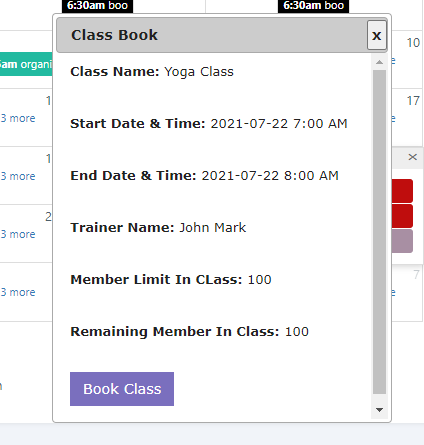 6:30am boo
6:30am boo
Class Book
x
10
am organi
Class Name: Yoga Class
3 more
17
Start Date & Time: 2021-07-22 7:00 AM
×
End Date & Time: 2021-07-22 8:00 AM
3 more
Trainer Name: John Mark
3 more
Member Limit In CLass: 100
7
3 more
Remaining Member In Class: 100
Book Class